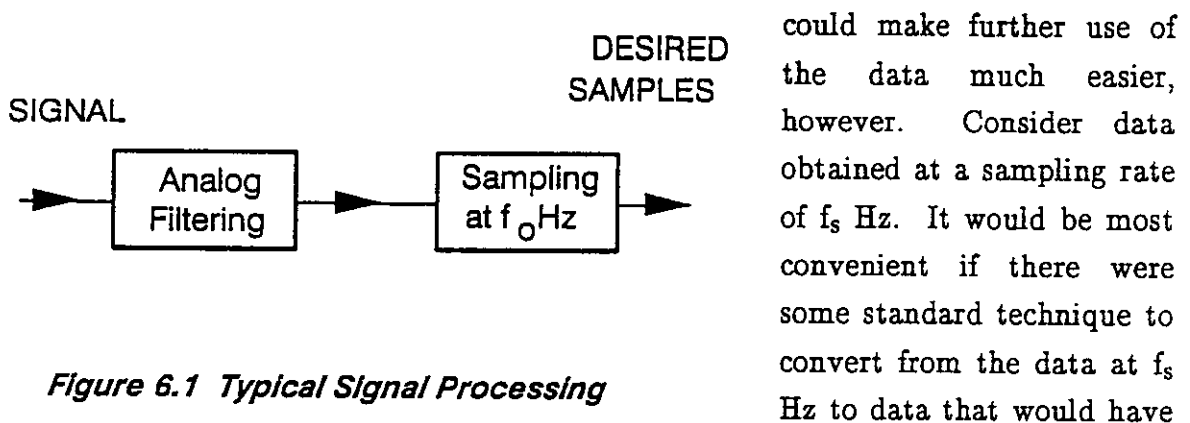 SIGNAL
Analog
Filtering
Sampling
at f o Hz
DESIRED
SAMPLES
Figure 6.1 Typical Signal Processing
could make further use of
the data much easier,
however. Consider data
obtained at a sampling rate
of fs Hz. It would be most
convenient if there were
some standard technique to
convert from the data at fs
Hz to data that would have